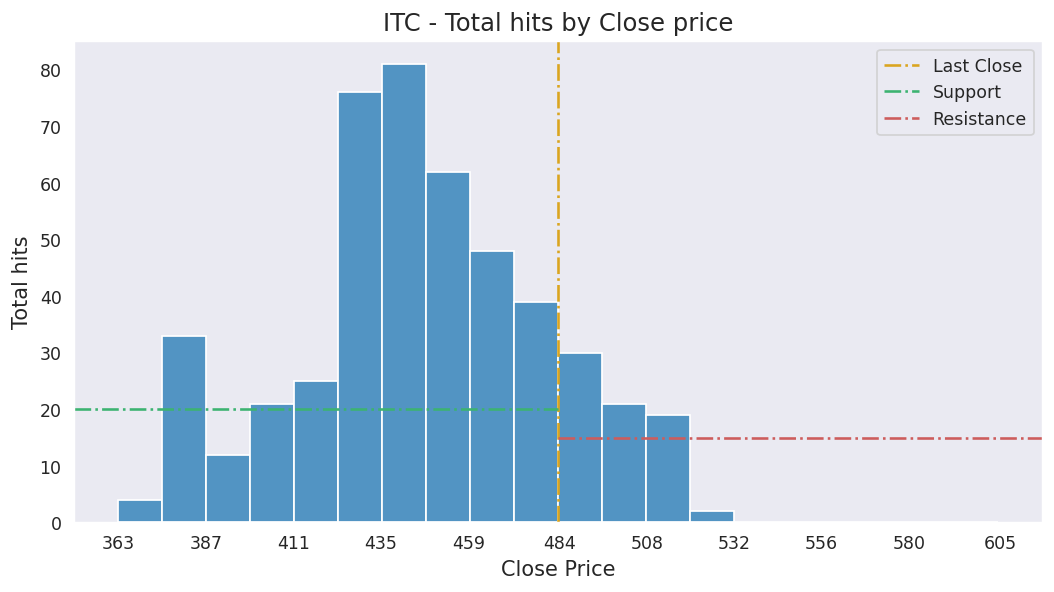 ITC - Total hits by Close price
Last Close
Support
Resistance
Total hits
80
70
60
50
40
30
20
10
0
363 387 411 435 459 484 508 532 556 580 605
Close Price